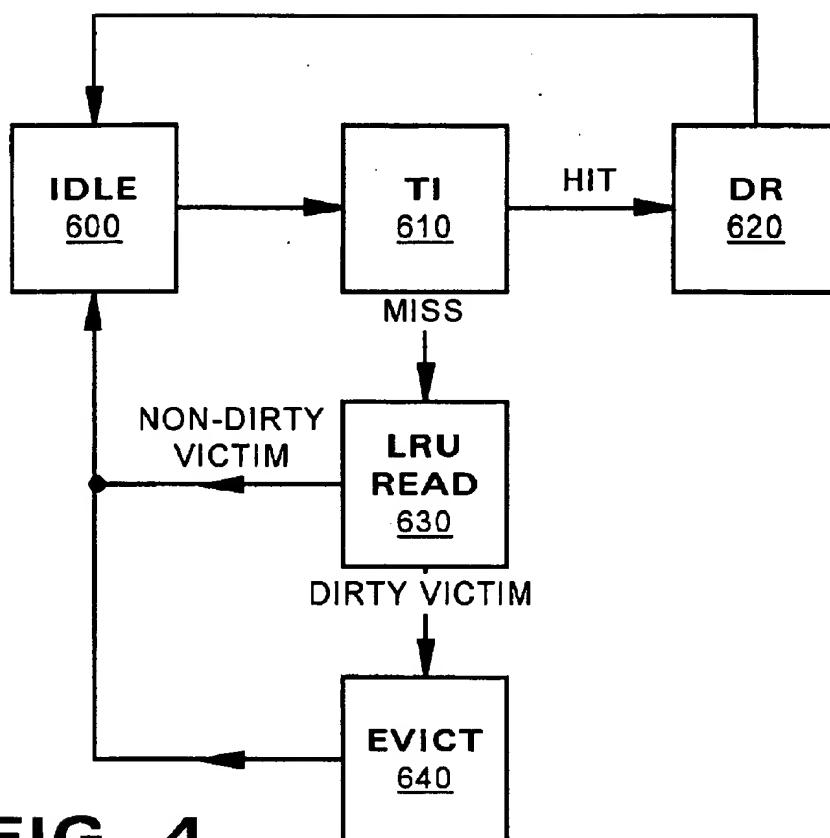 IDLE
600
TI
610
HIT
DR
620
MISS
NON-DIRTY
VICTIM
LRU
READ
630
DIRTY VICTIM
EVICT
640
FIG. 4